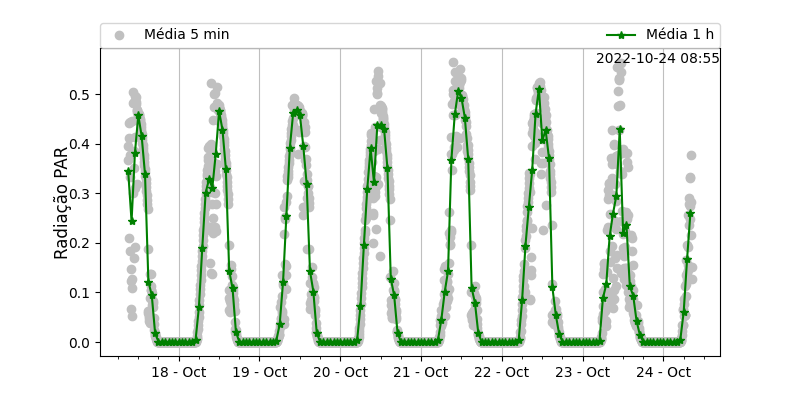 Média 5 min
Média 1 h
2022-10-24 08:55
Radiação PAR
0.5
0.4
0.3
0.2
0.1
0.0
18 - Oct
19 - Oct
20 - Oct
21 - Oct
22 - Oct
23 - Oct
24 - Oct